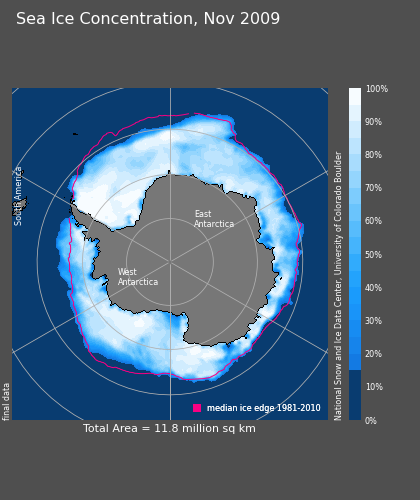 Sea Ice Concentration, Nov 2009
South America
East
Antarctica
West
Antarctica
100%
90%
80%
70%
60%
50%
40%
30%
20%
10%
0%
National Snow and Ice Data Center, University of Colorado Boulder
final data
median ice edge 1981-2010
Total Area = 11.8 million sq km